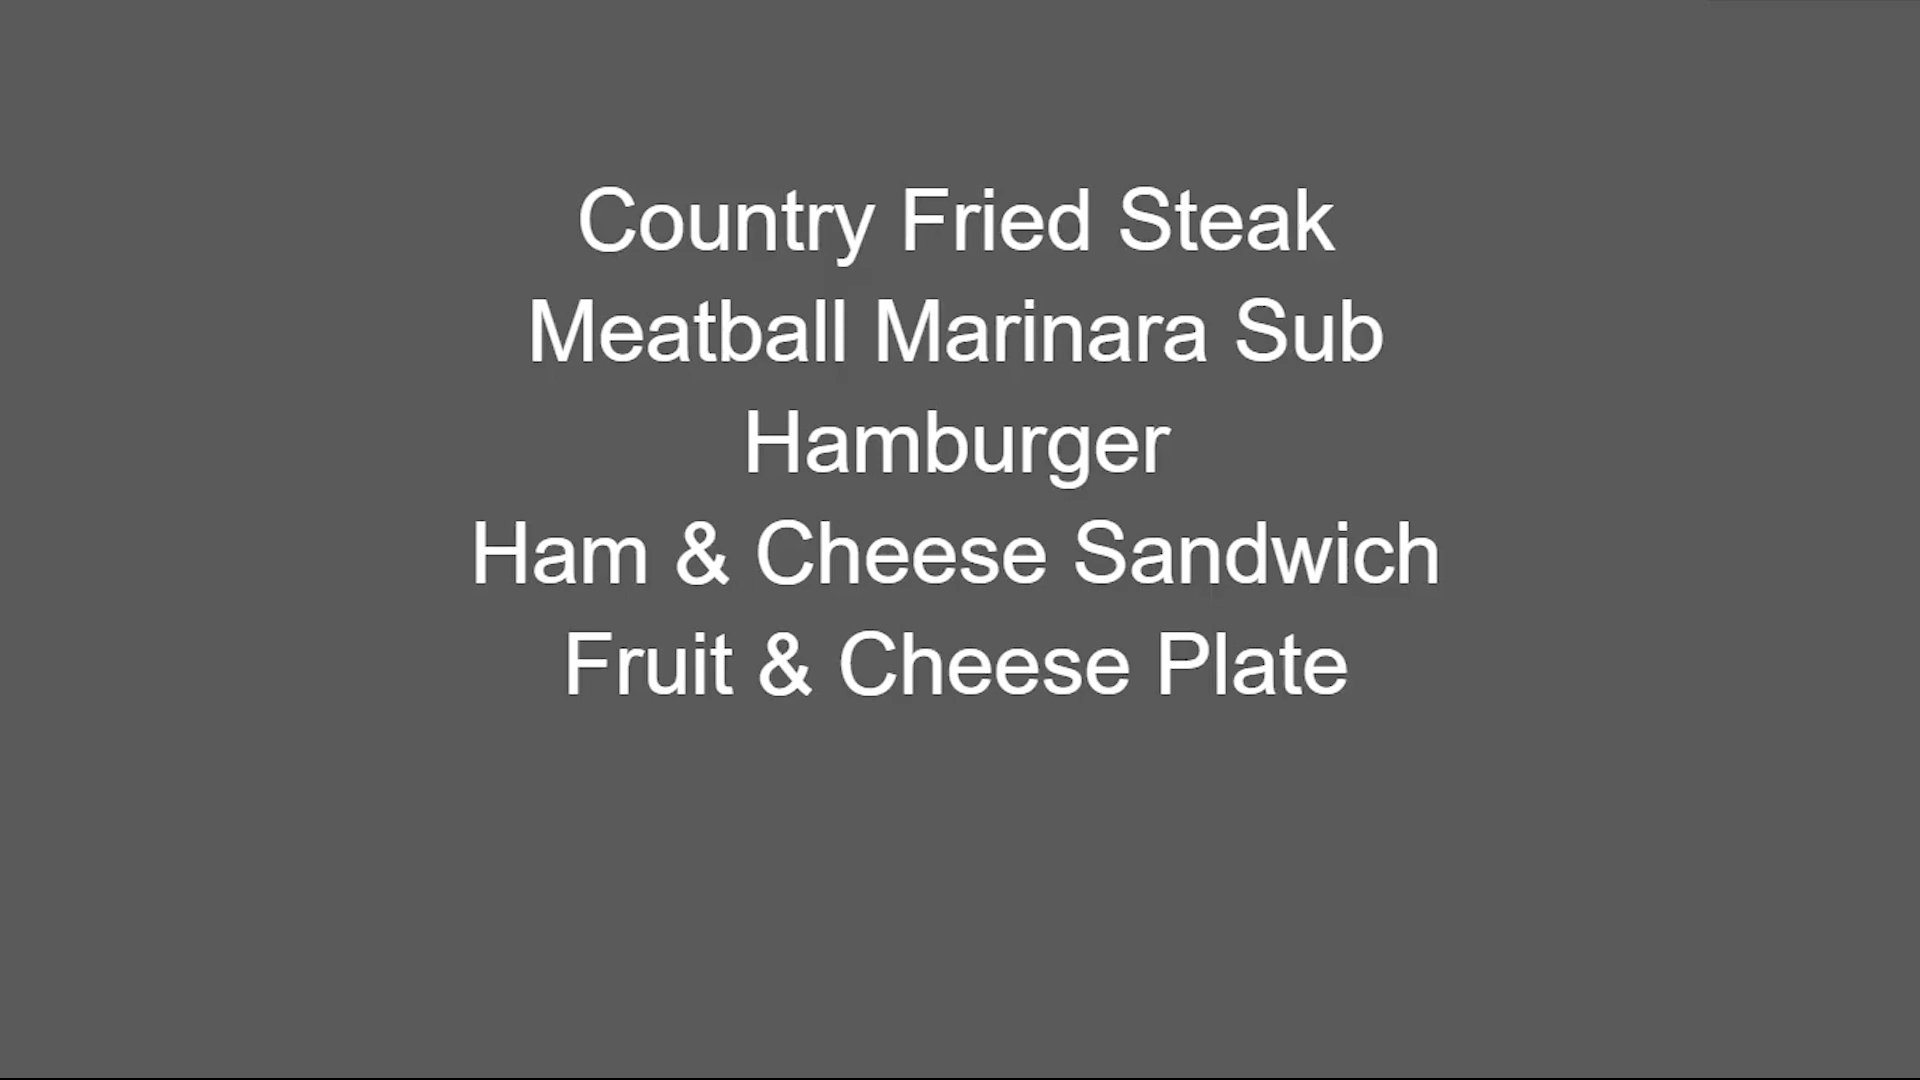 Country Fried Steak
Meatball Marinara Sub
Hamburger
Ham & Cheese Sandwich
Fruit & Cheese Plate